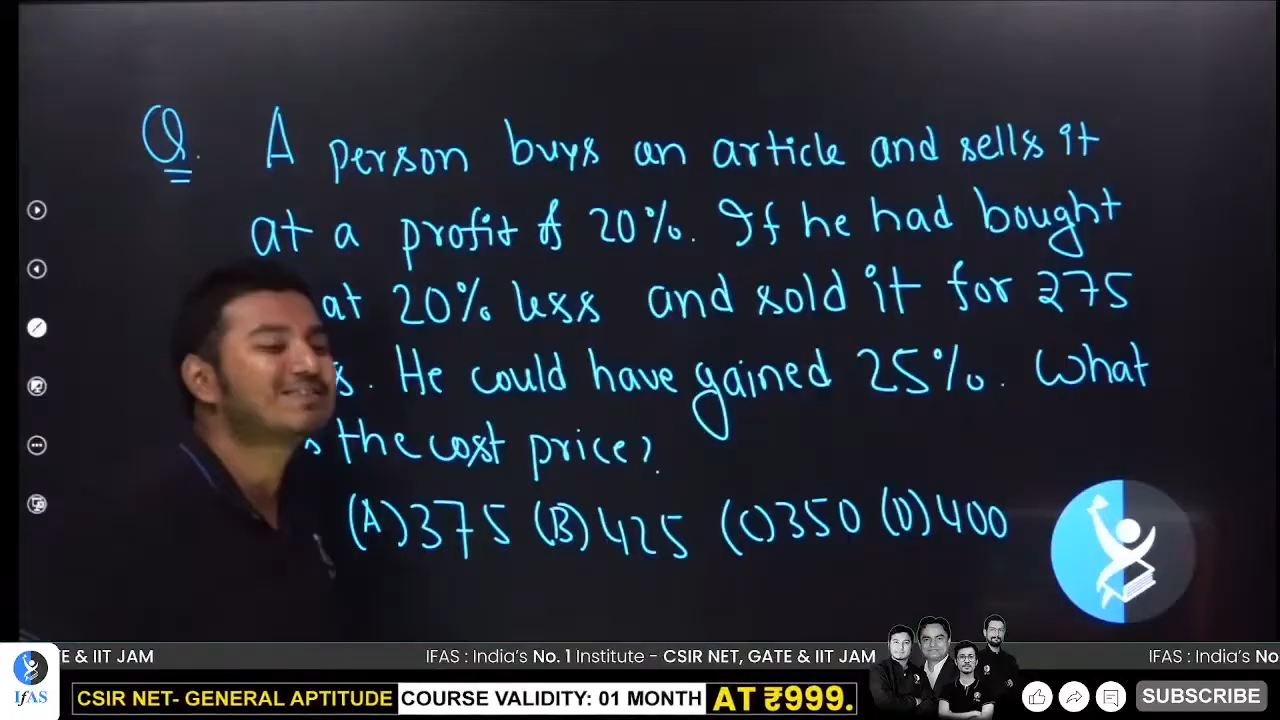 Q. A person buys an article and sells it
at a profit of 20%. If he had bought
at 20% less and sold it for ₹75
He could have gained 25%. What
the cost price?
(A) 375 (B) 425 (C) 350 (D) 400
IFAS
GATE & IIT JAM
IFAS : India's No. 1 Institute - CSIR NET, GATE & IIT JAM
IFAS : India's No
CSIR NET- GENERAL APTITUDE COURSE VALIDITY: 01 MONTH AT ₹999.
SUBSCRIBE